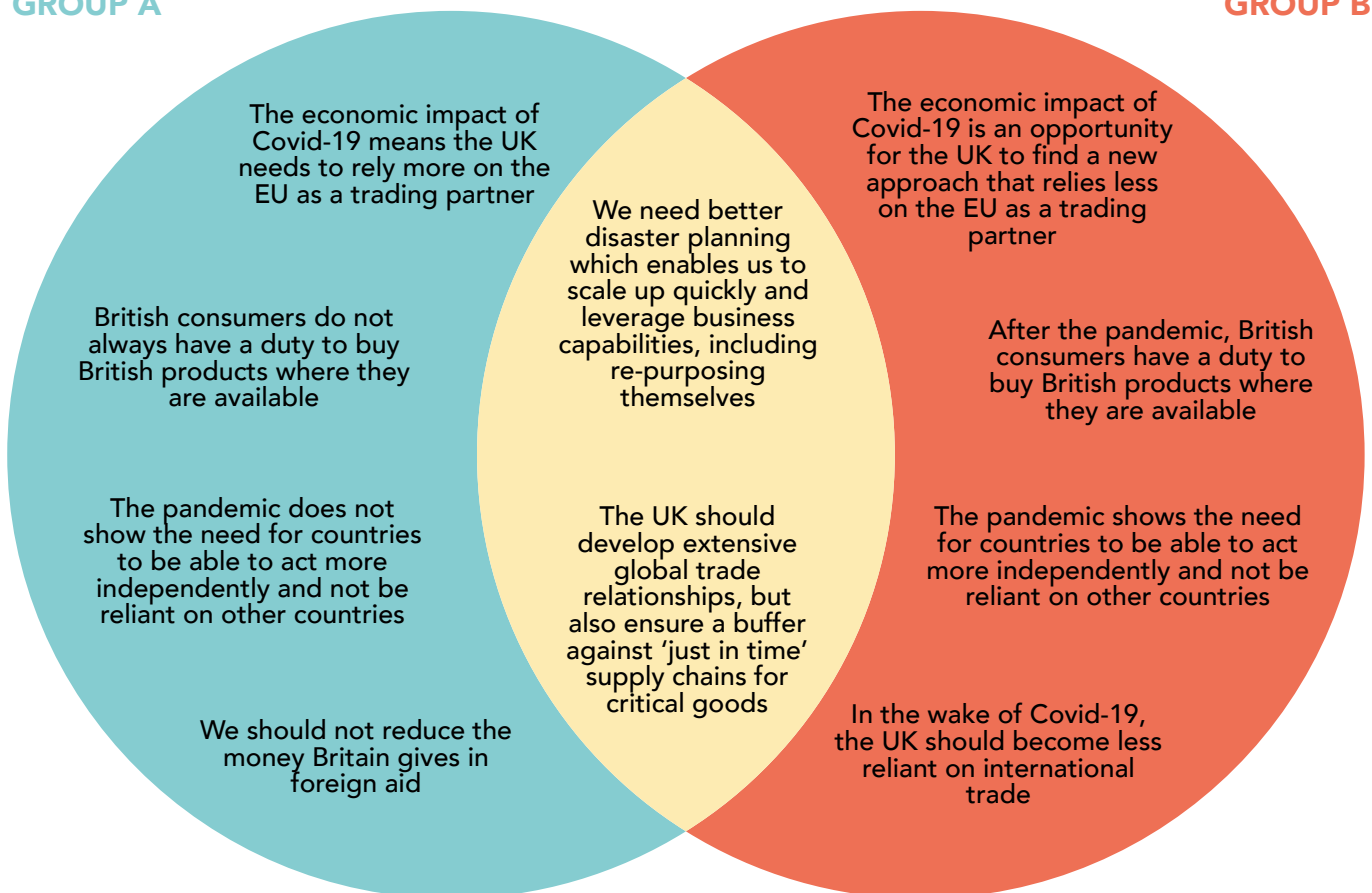 GROUP A
The economic impact of
Covid-19 means the UK
needs to rely more on the
EU as a trading partner
British consumers do not
always have a duty to buy
British products where they
are available
The pandemic does not
show the need for countries
to be able to act more
independently and not be
reliant on other countries
We should not reduce the
money Britain gives in
foreign aid
We need better
disaster planning
which enables us to
scale up quickly and
leverage business
capabilities, including
re-purposing
themselves
The UK should
develop extensive
global trade
relationships, but
also ensure a buffer
against ‘just in time’
supply chains for
critical goods
GROUP B
The economic impact of
Covid-19 is an opportunity
for the UK to find a new
approach that relies less
on the EU as a trading
partner
After the pandemic, British
consumers have a duty to
buy British products where
they are available
The pandemic shows the need
for countries to be able to act
more independently and not be
reliant on other countries
In the wake of Covid-19,
the UK should become less
reliant on international
trade